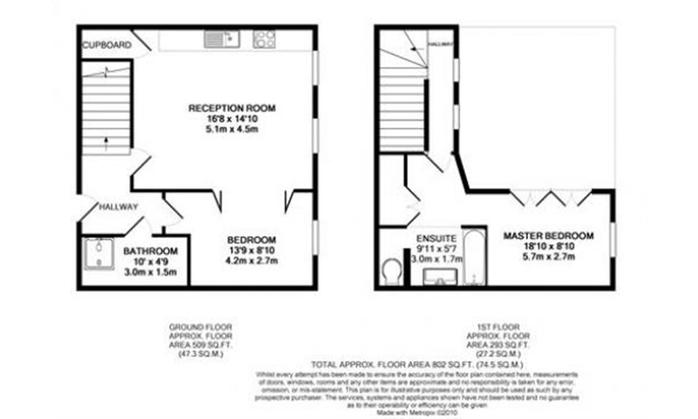 CUPBOARD
RECEPTION ROOM
16'8 x 14'10
5.1m x 4.5m
HALLWAY
BEDROOM
13'9 x 8'10
4.2m x 2.7m
BATHROOM
10' x 4'9
3.0m x 1.5m
HALLWAY
ENSUITE
9'11 x 5'7
3.0m x 1.7m
MASTER BEDROOM
18'10 x 8'10
5.7m x 2.7m
GROUND FLOOR
APPROX. FLOOR
AREA 509 SQ.FT.
(47.3 SQ.M.)
1ST FLOOR
APPROX. FLOOR
AREA 293 SQ.FT.
(27.2 SQ.M.)
TOTAL APPROX. FLOOR AREA 802 SQ.FT. (74.5 SQ.M.)
Whilst every attempt has been made to ensure the accuracy of the floor plan contained here, measurements
of doors, windows, rooms and any other items are approximate and no responsibility is taken for any error,
omission, or mis-statement. This plan is for illustrative purposes only and should be used as such by any
prospective purchaser. The services, systems and appliances shown have not been tested and no guarantee
as to their operability or efficiency can be given
Made with Metropix ©2010